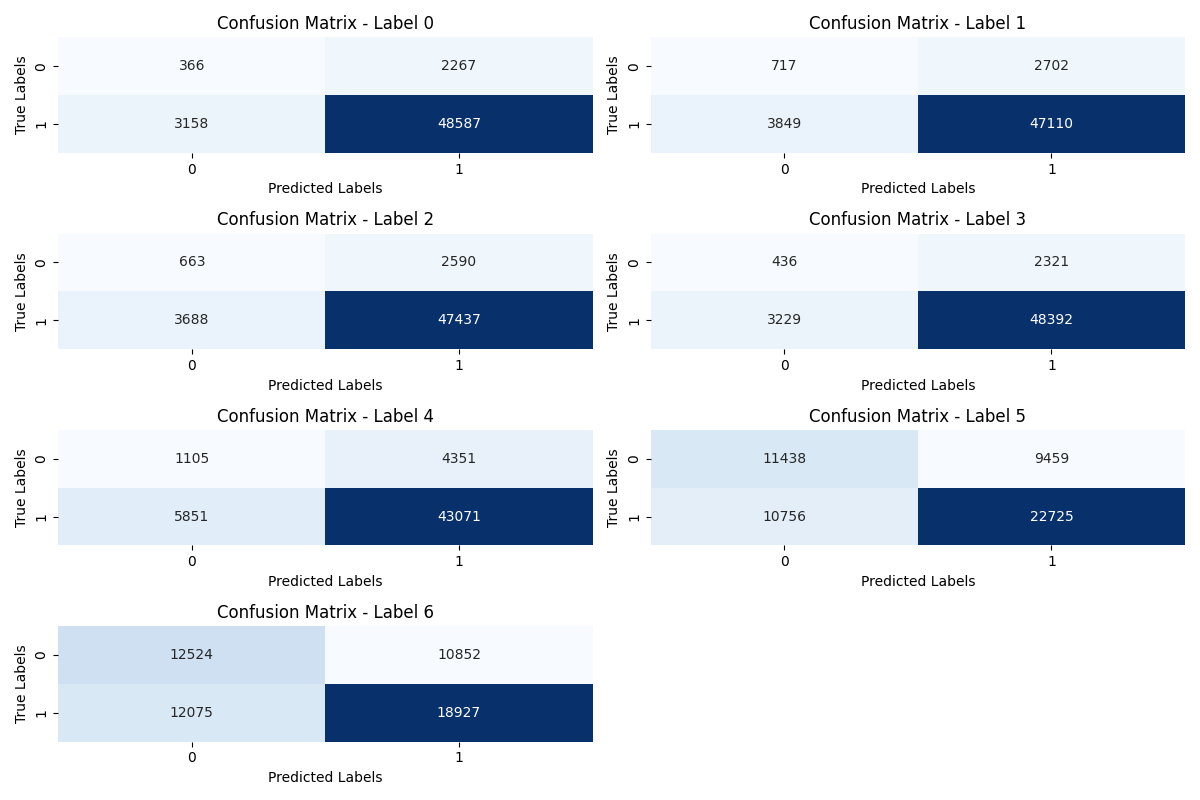 Confusion Matrix - Label 0
True Labels
0
366
2267
1
3158
48587
0
1
Predicted Labels
Confusion Matrix - Label 1
True Labels
0
717
2702
1
3849
47110
0
1
Predicted Labels
Confusion Matrix - Label 2
True Labels
0
663
2590
1
3688
47437
0
1
Predicted Labels
Confusion Matrix - Label 3
True Labels
0
436
2321
1
3229
48392
0
1
Predicted Labels
Confusion Matrix - Label 4
True Labels
0
1105
4351
1
5851
43071
0
1
Predicted Labels
Confusion Matrix - Label 5
True Labels
0
11438
9459
1
10756
22725
0
1
Predicted Labels
Confusion Matrix - Label 6
True Labels
0
12524
10852
1
12075
18927
0
1
Predicted Labels